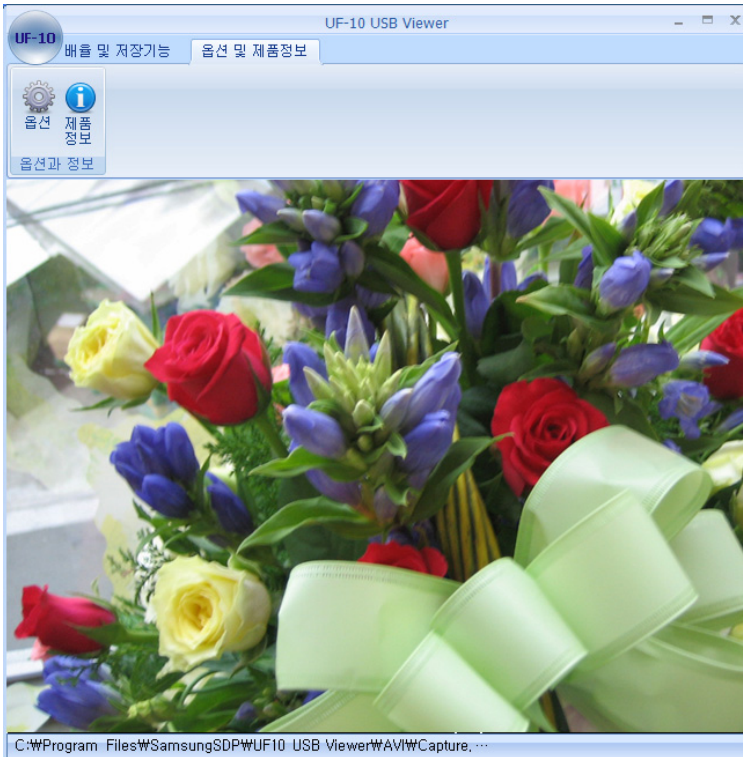 UF-10 USB Viewer
UF-10
배율 및 저장기능 옵션 및 제품정보
옵션 제품
정보
옵션과 정보
C:₩Program Files₩SamsungSDP₩UF10 USB Viewer₩AVI₩Capture, ⋯